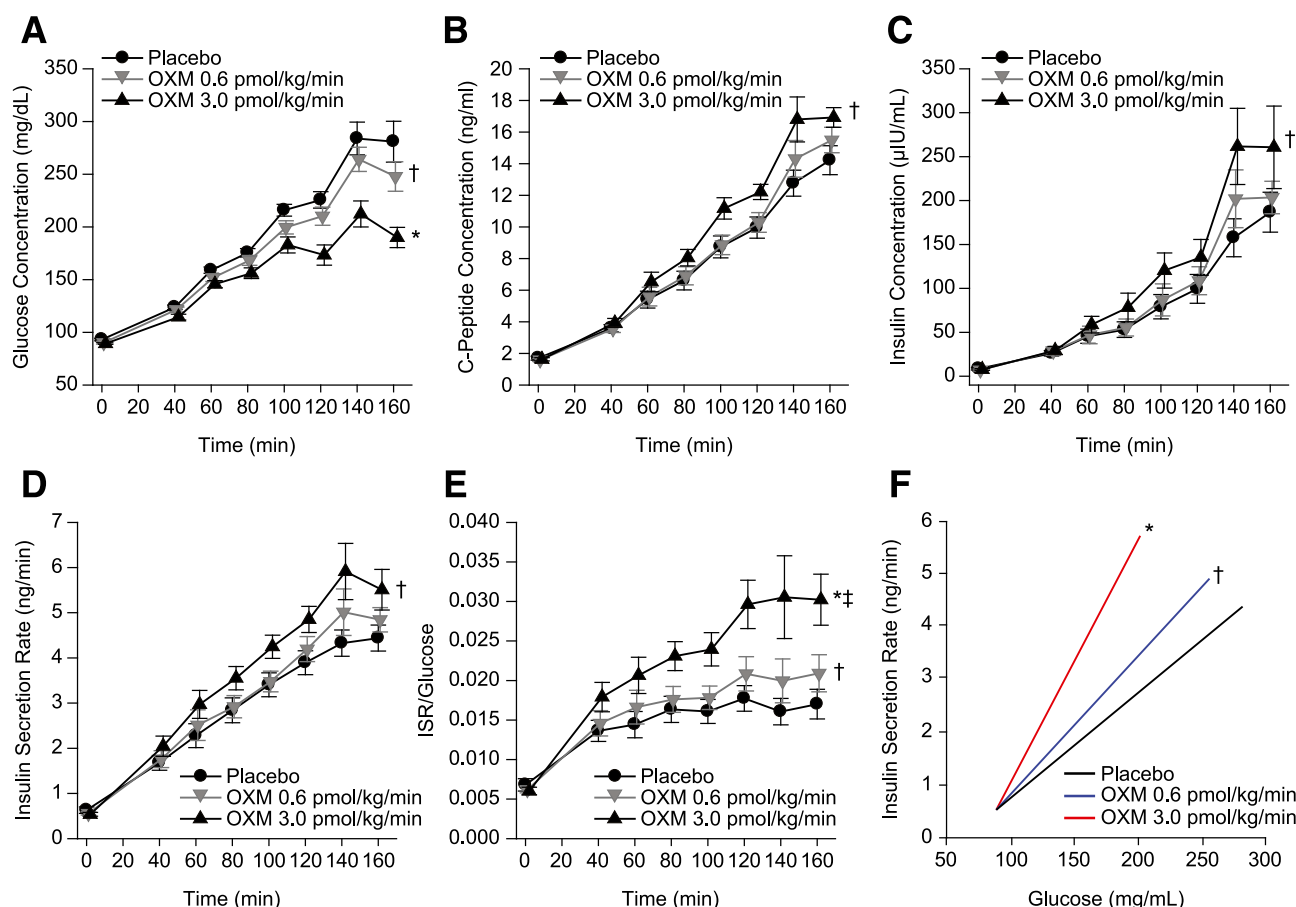 A
Placebo
OXM 0.6 pmol/kg/min
OXM 3.0 pmol/kg/min
350
300
250
200
150
100
50
Glucose Concentration (mg/dL)
†
*
0 20 40 60 80 100 120 140 160
Time (min)
B
Placebo
OXM 0.6 pmol/kg/min
OXM 3.0 pmol/kg/min
20
18
16
14
12
10
8
6
4
2
0
C-Peptide Concentration (ng/ml)
†
0 20 40 60 80 100 120 140 160
Time (min)
C
Placebo
OXM 0.6 pmol/kg/min
OXM 3.0 pmol/kg/min
350
300
250
200
150
100
50
0
Insulin Concentration (µIU/mL)
†
0 20 40 60 80 100 120 140 160
Time (min)
D
7
6
5
4
3
2
1
0
Insulin Secretion Rate (ng/min)
†
Placebo
OXM 0.6 pmol/kg/min
OXM 3.0 pmol/kg/min
0 20 40 60 80 100 120 140 160
Time (min)
E
0.040
0.035
0.030
0.025
0.020
0.015
0.010
0.005
0.000
ISR/Glucose
*‡
†
Placebo
OXM 0.6 pmol/kg/min
OXM 3.0 pmol/kg/min
0 20 40 60 80 100 120 140 160
Time (min)
F
6
5
4
3
2
1
0
Insulin Secretion Rate (ng/min)
*
†
Placebo
OXM 0.6 pmol/kg/min
OXM 3.0 pmol/kg/min
50 100 150 200 250 300
Glucose (mg/mL)